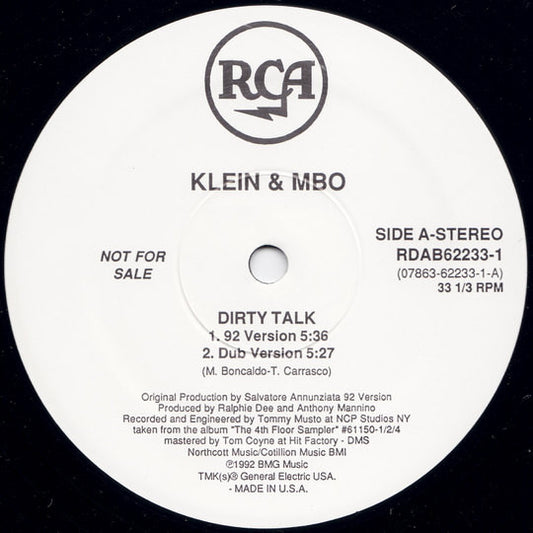 RCA
KLEIN & MBO
NOT FOR
SALE
SIDE A-STEREO
RDAB62233-1
(07863-62233-1-A)
33 1/3 RPM
DIRTY TALK
1. 92 Version 5:36
2. Dub Version 5:27
(M. Boncaldo-T. Carrasco)
Original Production by Salvatore Annunziata 92 Version
Produced by Ralphie Dee and Anthony Mannino
Recorded and Engineered by Tommy Musto at NCP Studios NY
taken from the album "The 4th Floor Sampler" #61150-1/2/4
mastered by Tom Coyne at Hit Factory - DMS
Northcott Music/Cotillion Music BMI
℗1992 BMG Music
TMK(s)® General Electric USA.
- MADE IN U.S.A.